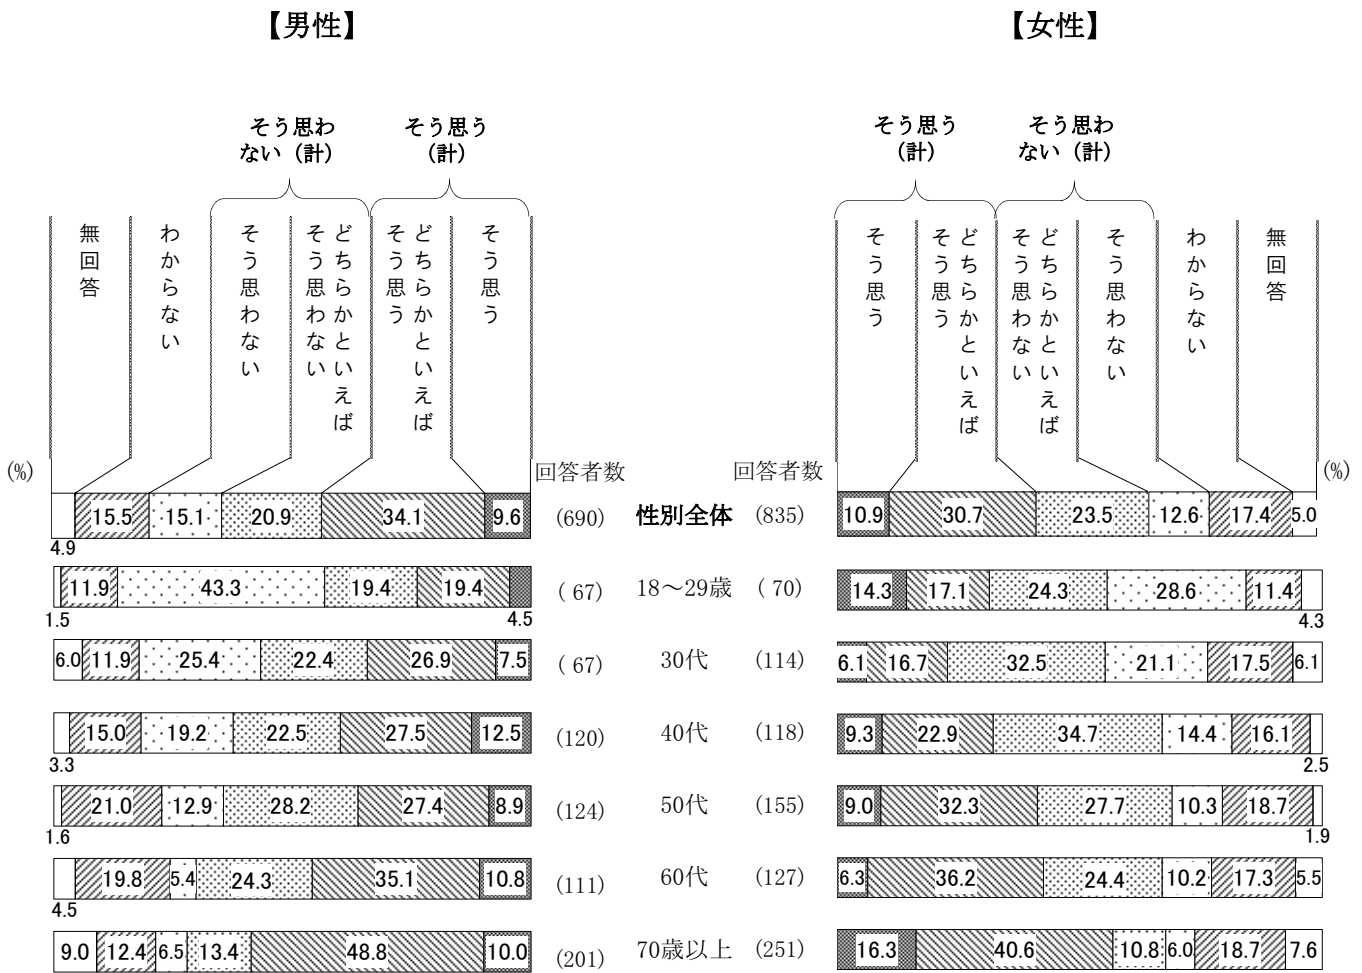 【男性】
【女性】
そう思わ
ない（計）
そう思う
（計）
そう思う
（計）
そう思わ
ない（計）
無回答
わからない
そう思わない
どちらかといえば
そう思わない
どちらかといえば
そう思う
そう思う
そう思う
どちらかといえば
そう思う
どちらかといえば
そう思わない
そう思わない
わからない
無回答
(%) 回答者数 回答者数 (%)
15.5 15.1 20.9 34.1 9.6 (690) 性別全体 (835) 10.9 30.7 23.5 12.6 17.4 5.0
4.9
11.9 43.3 19.4 19.4 ( 67) 18～29歳 ( 70) 14.3 17.1 24.3 28.6 11.4
1.5 4.5 4.3
6.0 11.9 25.4 22.4 26.9 7.5 ( 67) 30代 (114) 6.1 16.7 32.5 21.1 17.5 6.1
15.0 19.2 22.5 27.5 12.5 (120) 40代 (118) 9.3 22.9 34.7 14.4 16.1
3.3 2.5
21.0 12.9 28.2 27.4 8.9 (124) 50代 (155) 9.0 32.3 27.7 10.3 18.7
1.6 1.9
19.8 5.4 24.3 35.1 10.8 (111) 60代 (127) 6.3 36.2 24.4 10.2 17.3 5.5
4.5
9.0 12.4 6.5 13.4 48.8 10.0 (201) 70歳以上 (251) 16.3 40.6 10.8 6.0 18.7 7.6